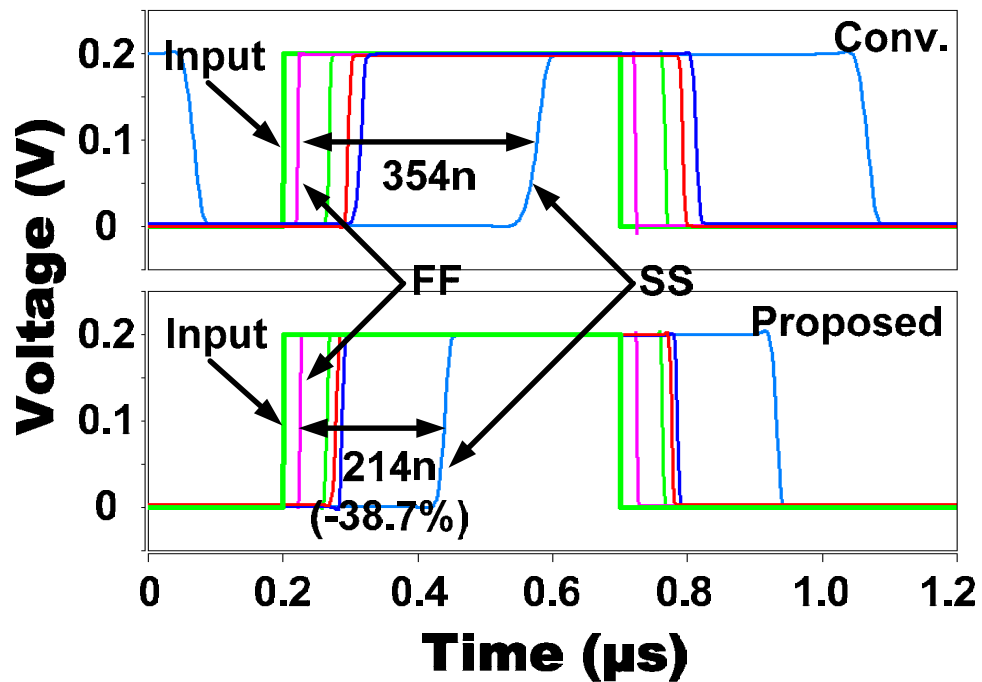 Conv.
0.2
Input
0.1
354n
0
FF
SS
Voltage (V)
Proposed
0.2
Input
0.1
214n
(-38.7%)
0
0 0.2 0.4 0.6 0.8 1.0 1.2
Time (µs)